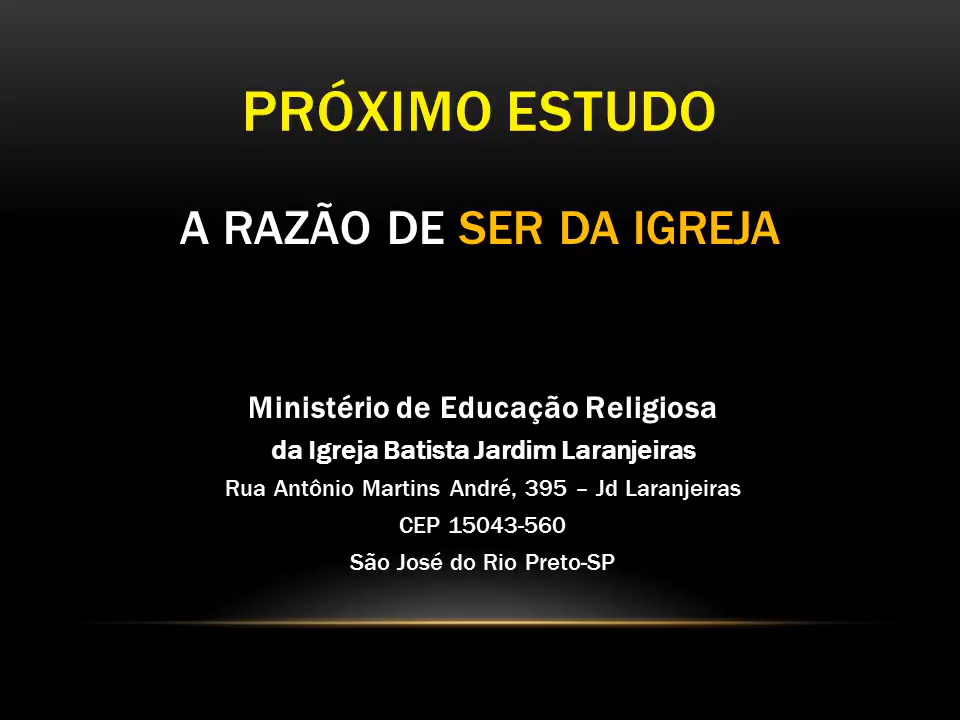 PRÓXIMO ESTUDO
A RAZÃO DE SER DA IGREJA
Ministério de Educação Religiosa
da Igreja Batista Jardim Laranjeiras
Rua Antônio Martins André, 395 – Jd Laranjeiras
CEP 15043-560
São José do Rio Preto-SP